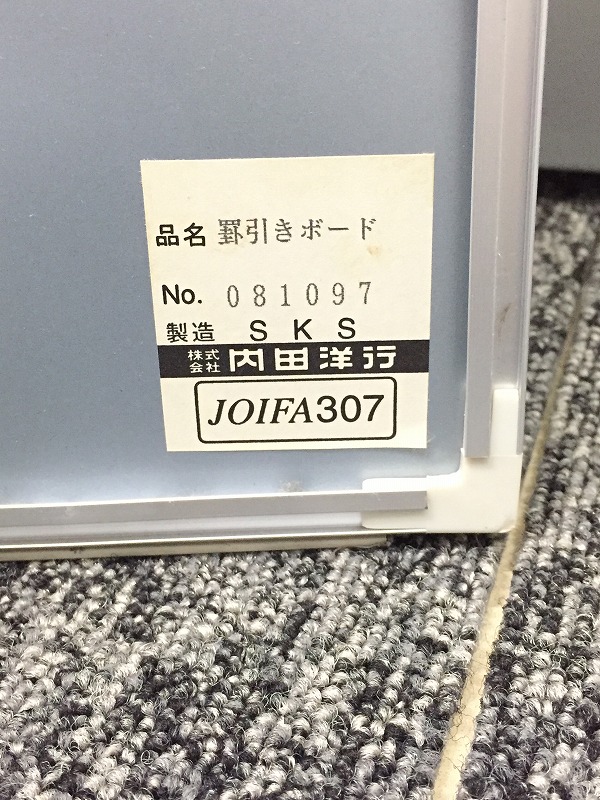 品名 罫引きボード
No. 081097
製造 SKS
株式会社 内田洋行
JOIFA307